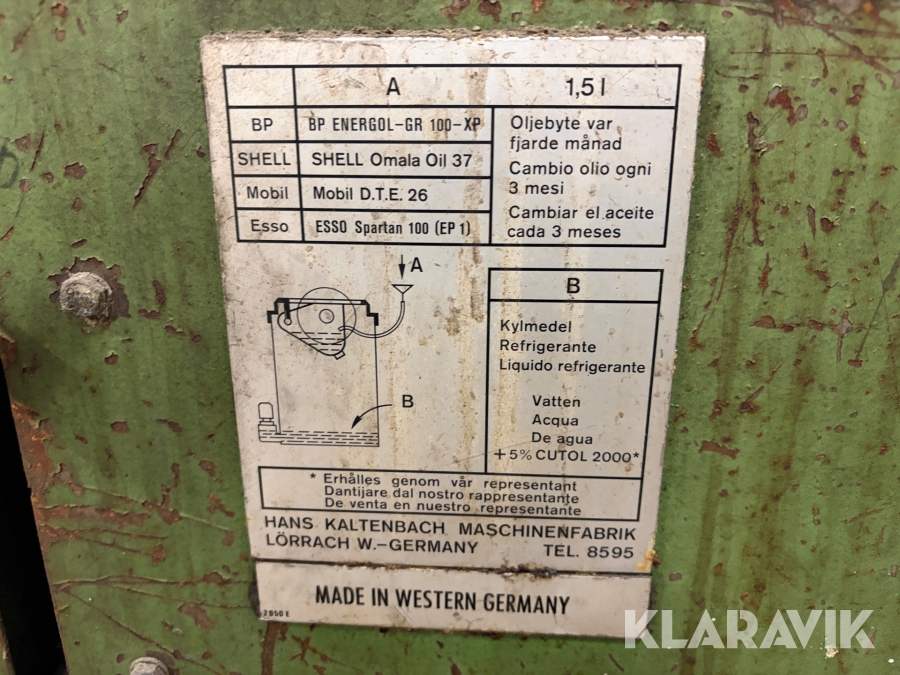 A 1,5 l
BP BP ENERGOL-GR 100-XP
SHELL SHELL Omala Oil 37
Mobil Mobil D.T.E. 26
Esso ESSO Spartan 100 (EP 1)
Oljebyte var
fjarde månad
Cambio olio ogni
3 mesi
Cambiar el aceite
cada 3 meses
A
B
B
Kylmedel
Refrigerante
Liquido refrigerante
Vatten
Acqua
De agua
+5% CUTOL 2000*
* Erhålles genom vår representant
Dantijare dal nostro rappresentante
De venta en nuestro representante
HANS KALTENBACH MASCHINENFABRIK
LÖRRACH W.-GERMANY TEL. 8595
MADE IN WESTERN GERMANY
2850 E
KLARAVIK